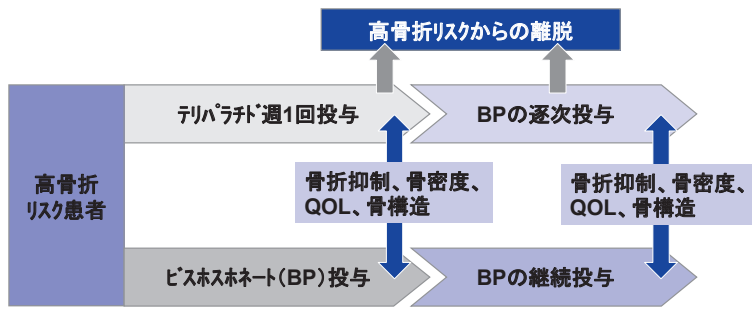 高骨折ﾘｽｸからの離脱
ﾃﾘﾊﾟﾗﾁﾄﾞ週1回投与
BPの逐次投与
高骨折
ﾘｽｸ患者
骨折抑制、骨密度、
QOL、骨構造
骨折抑制、骨密度、
QOL、骨構造
ﾋﾞｽﾎｽﾎﾈｰﾄ（BP）投与
BPの継続投与